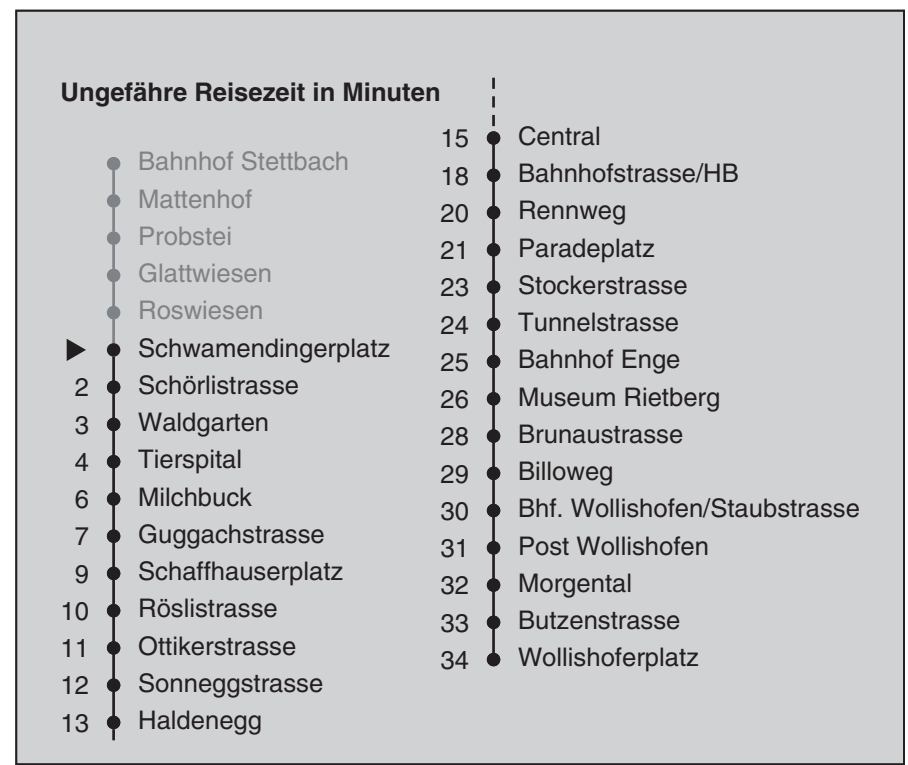 Ungefähre Reisezeit in Minuten
Bahnhof Stettbach
Mattenhof
Probstei
Glattwiesen
Roswiesen
Schwamendingerplatz
2 Schörlistrasse
3 Waldgarten
4 Tierspital
6 Milchbuck
7 Guggachstrasse
9 Schaffhauserplatz
10 Röslistrasse
11 Ottikerstrasse
12 Sonneggstrasse
13 Haldenegg
15 Central
18 Bahnhofstrasse/HB
20 Rennweg
21 Paradeplatz
23 Stockerstrasse
24 Tunnelstrasse
25 Bahnhof Enge
26 Museum Rietberg
28 Brunaustrasse
29 Billoweg
30 Bhf. Wollishofen/Staubstrasse
31 Post Wollishofen
32 Morgental
33 Butzenstrasse
34 Wollishoferplatz